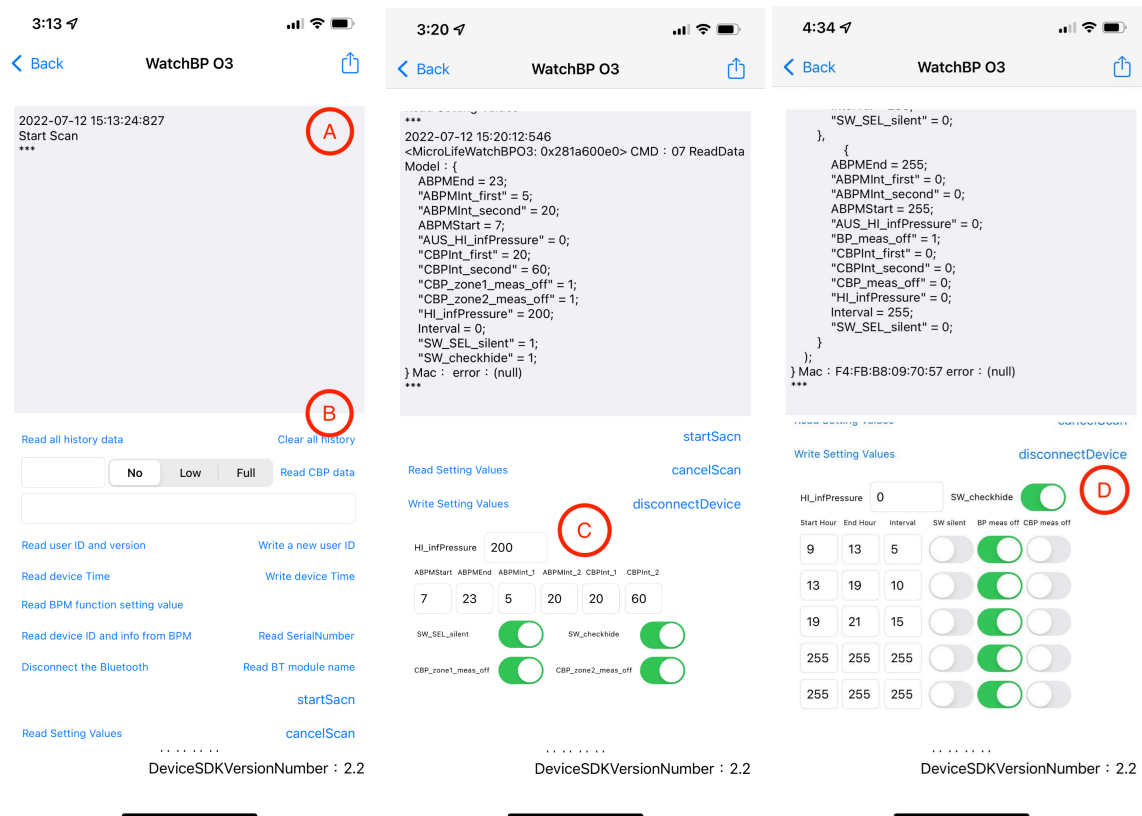 3:13
Back
WatchBP O3
2022-07-12 15:13:24:827
Start Scan
***
A
B
Read all history data
Clear all history
No
Low
Full
Read CBP data
Read user ID and version
Write a new user ID
Read device Time
Write device Time
Read BPM function setting value
Read device ID and info from BPM
Read SerialNumber
Disconnect the Bluetooth
Read BT module name
startSacn
Read Setting Values
cancelScan
DeviceSDKVersionNumber：2.2
3:20
Back
WatchBP O3
Read Setting Values
***
2022-07-12 15:20:12:546
<MicroLifeWatchBPO3: 0x281a600e0> CMD：07 ReadData
Model：{
ABPMEnd = 23;
"ABPMInt_first" = 5;
"ABPMInt_second" = 20;
ABPMStart = 7;
"AUS_HI_infPressure" = 0;
"CBPInt_first" = 20;
"CBPInt_second" = 60;
"CBP_zone1_meas_off" = 1;
"CBP_zone2_meas_off" = 1;
"HI_infPressure" = 200;
Interval = 0;
"SW_SEL_silent" = 1;
"SW_checkhide" = 1;
} Mac： error：(null)
***
startSacn
Read Setting Values
cancelScan
Write Setting Values
disconnectDevice
C
HI_infPressure
200
ABPMStart ABPMEnd ABPMInt_1 ABPMInt_2 CBPInt_1 CBPInt_2
7 23 5 20 20 60
SW_SEL_silent
SW_checkhide
CBP_zone1_meas_off
CBP_zone2_meas_off
DeviceSDKVersionNumber：2.2
4:34
Back
WatchBP O3
Interval = 255;
"SW_SEL_silent" = 0;
},
{
ABPMEnd = 255;
"ABPMInt_first" = 0;
"ABPMInt_second" = 0;
ABPMStart = 255;
"AUS_HI_infPressure" = 0;
"BP_meas_off" = 1;
"CBPInt_first" = 0;
"CBPInt_second" = 0;
"CBP_meas_off" = 0;
"HI_infPressure" = 0;
Interval = 255;
"SW_SEL_silent" = 0;
}
);
} Mac：F4:FB:B8:09:70:57 error：(null)
***
Read Setting Values
cancelScan
Write Setting Values
disconnectDevice
HI_infPressure
0
SW_checkhide
D
Start Hour End Hour Interval SW silent BP meas off CBP meas off
9 13 5
13 19 10
19 21 15
255 255 255
255 255 255
DeviceSDKVersionNumber：2.2